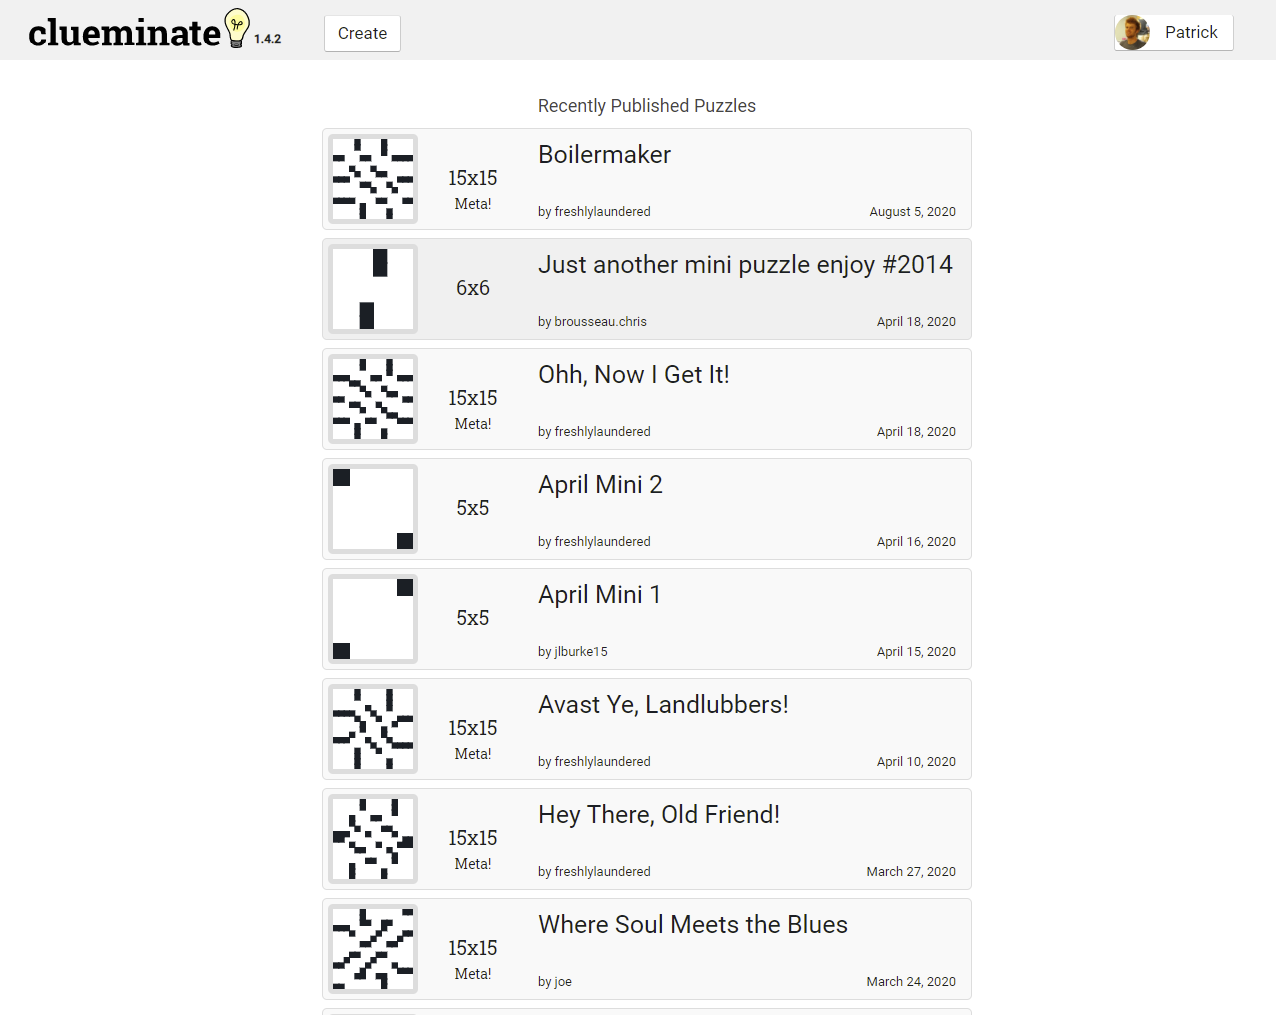 clueminate 1.4.2 Create Patrick
Recently Published Puzzles
Boilermaker
15x15
Meta!
by freshlylaundered August 5, 2020
Just another mini puzzle enjoy #2014
6x6
by brousseau.chris April 18, 2020
Ohh, Now I Get It!
15x15
Meta!
by freshlylaundered April 18, 2020
April Mini 2
5x5
by freshlylaundered April 16, 2020
April Mini 1
5x5
by jlburke15 April 15, 2020
Avast Ye, Landlubbers!
15x15
Meta!
by freshlylaundered April 10, 2020
Hey There, Old Friend!
15x15
Meta!
by freshlylaundered March 27, 2020
Where Soul Meets the Blues
15x15
Meta!
by joe March 24, 2020